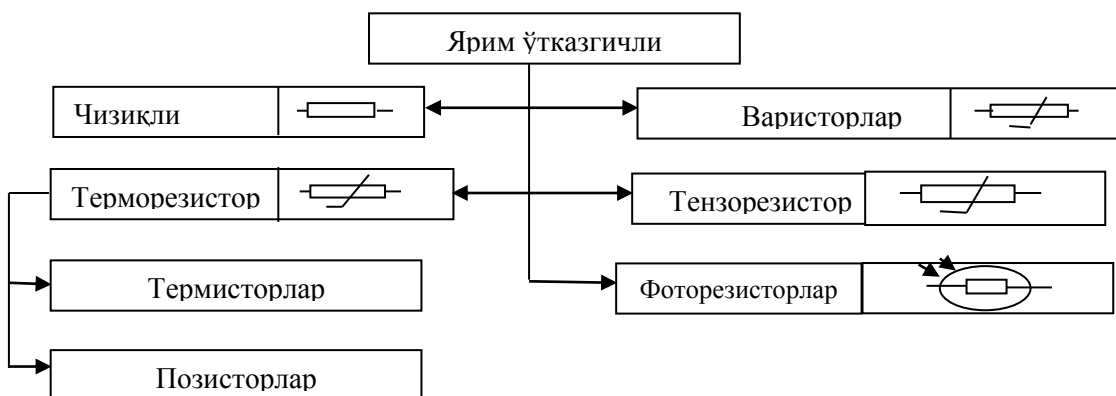 Ярим ўтказгичли
Чизиқли
Варисторлар
Терморезистор
Тензорезистор
Термисторлар
Фоторезисторлар
Позисторлар